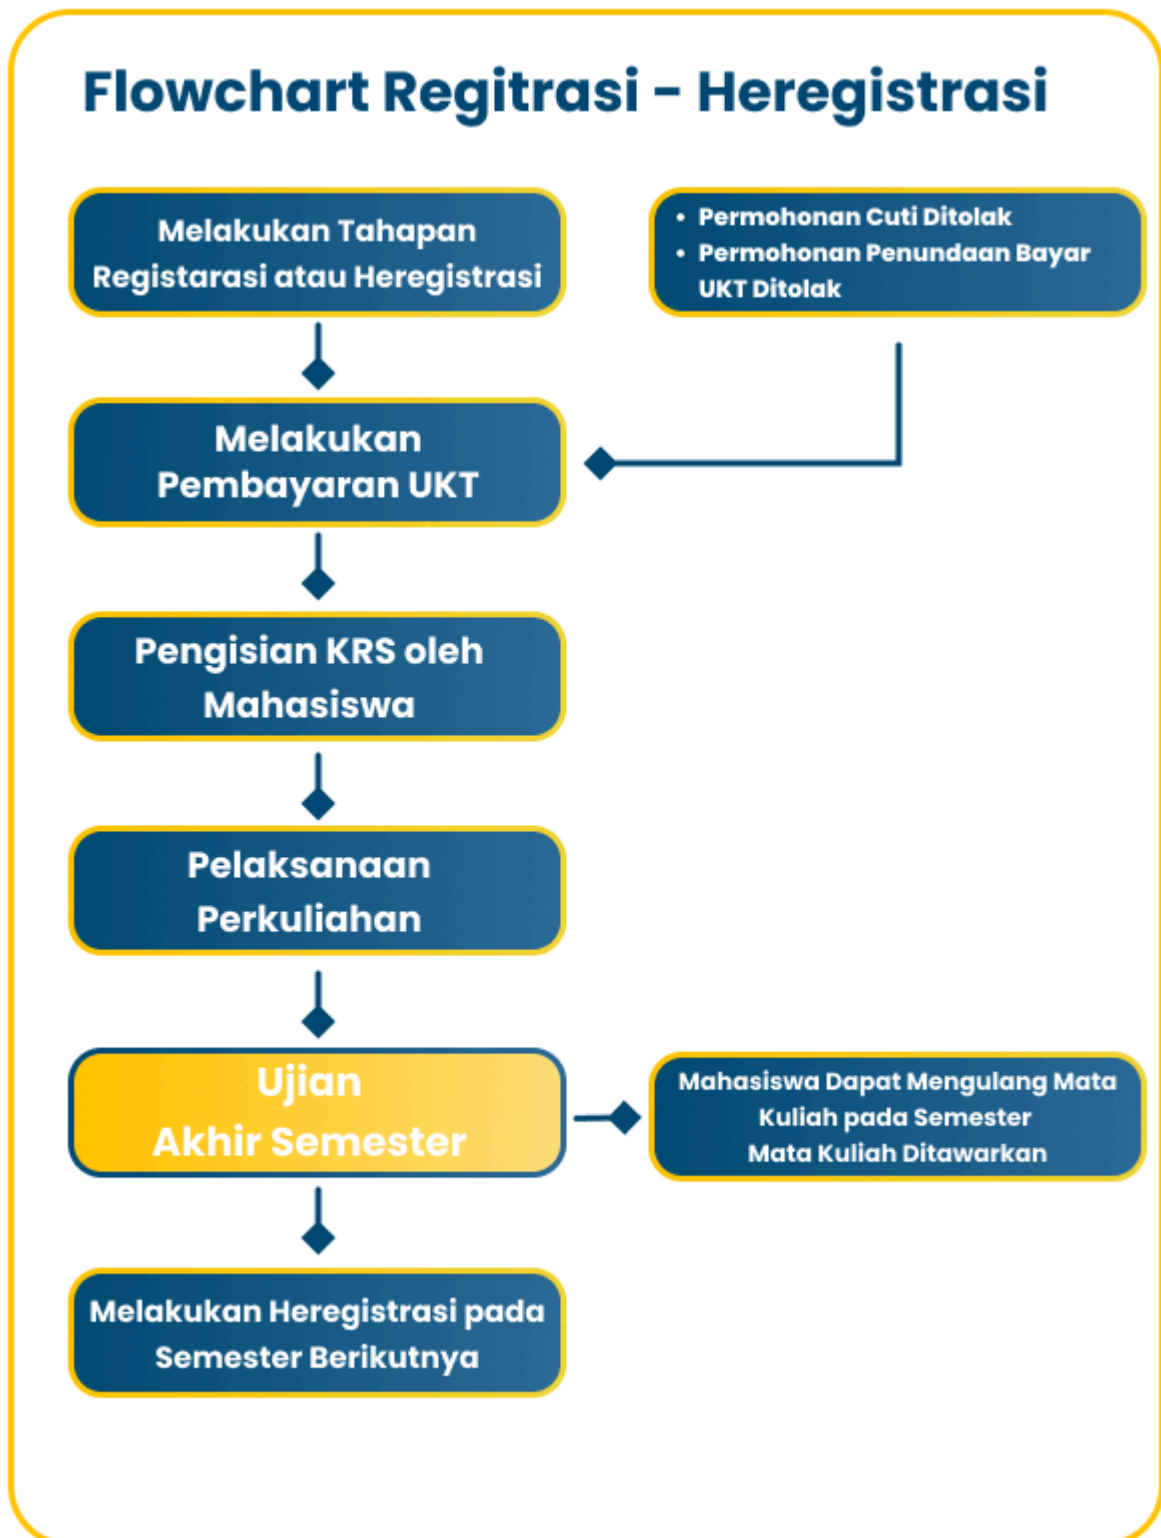 Flowchart Regitrasi - Heregistrasi
Melakukan Tahapan
Registarasi atau Heregistrasi
• Permohonan Cuti Ditolak
• Permohonan Penundaan Bayar
UKT Ditolak
Melakukan
Pembayaran UKT
Pengisian KRS oleh
Mahasiswa
Pelaksanaan
Perkuliahan
Ujian
Akhir Semester
Mahasiswa Dapat Mengulang Mata
Kuliah pada Semester
Mata Kuliah Ditawarkan
Melakukan Heregistrasi pada
Semester Berikutnya